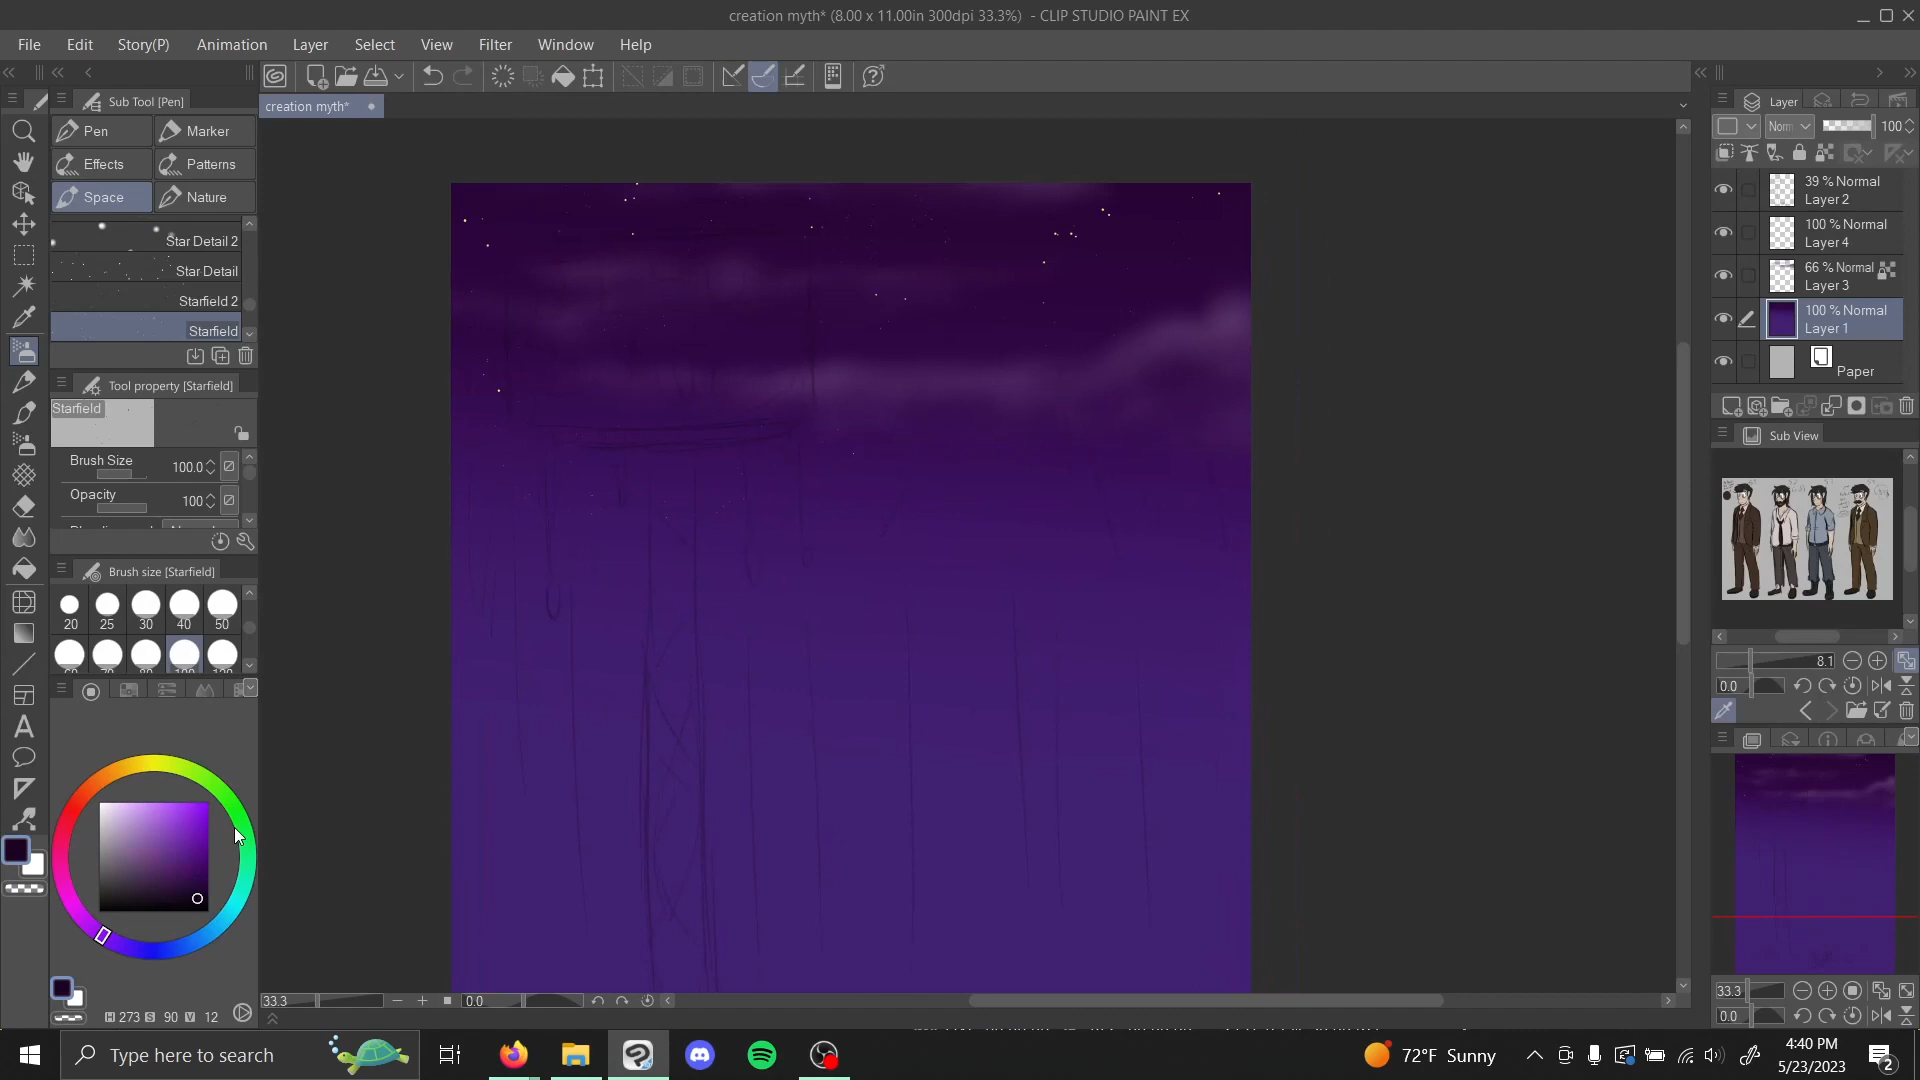 creation myth* (8.00 x 11.00in 300dpi 33.3%) - CLIP STUDIO PAINT EX
File Edit Story(P) Animation Layer Select View Filter Window Help
creation myth*
Sub Tool [Pen]
Pen Marker
Effects Patterns
Space Nature
Star Detail 2
Star Detail
Starfield 2
Starfield
Tool property [Starfield]
Starfield
Brush Size 100.0
Opacity 100
Brush size [Starfield]
20 25 30 40 50
H 273 S 90 V 12
33.3 0.0
Layer
Norm 100
39 % Normal
Layer 2
100 % Normal
Layer 4
66 % Normal
Layer 3
100 % Normal
Layer 1
Paper
Sub View
8.1
0.0
33.3
0.0
Type here to search
72°F Sunny
4:40 PM
5/23/2023
2